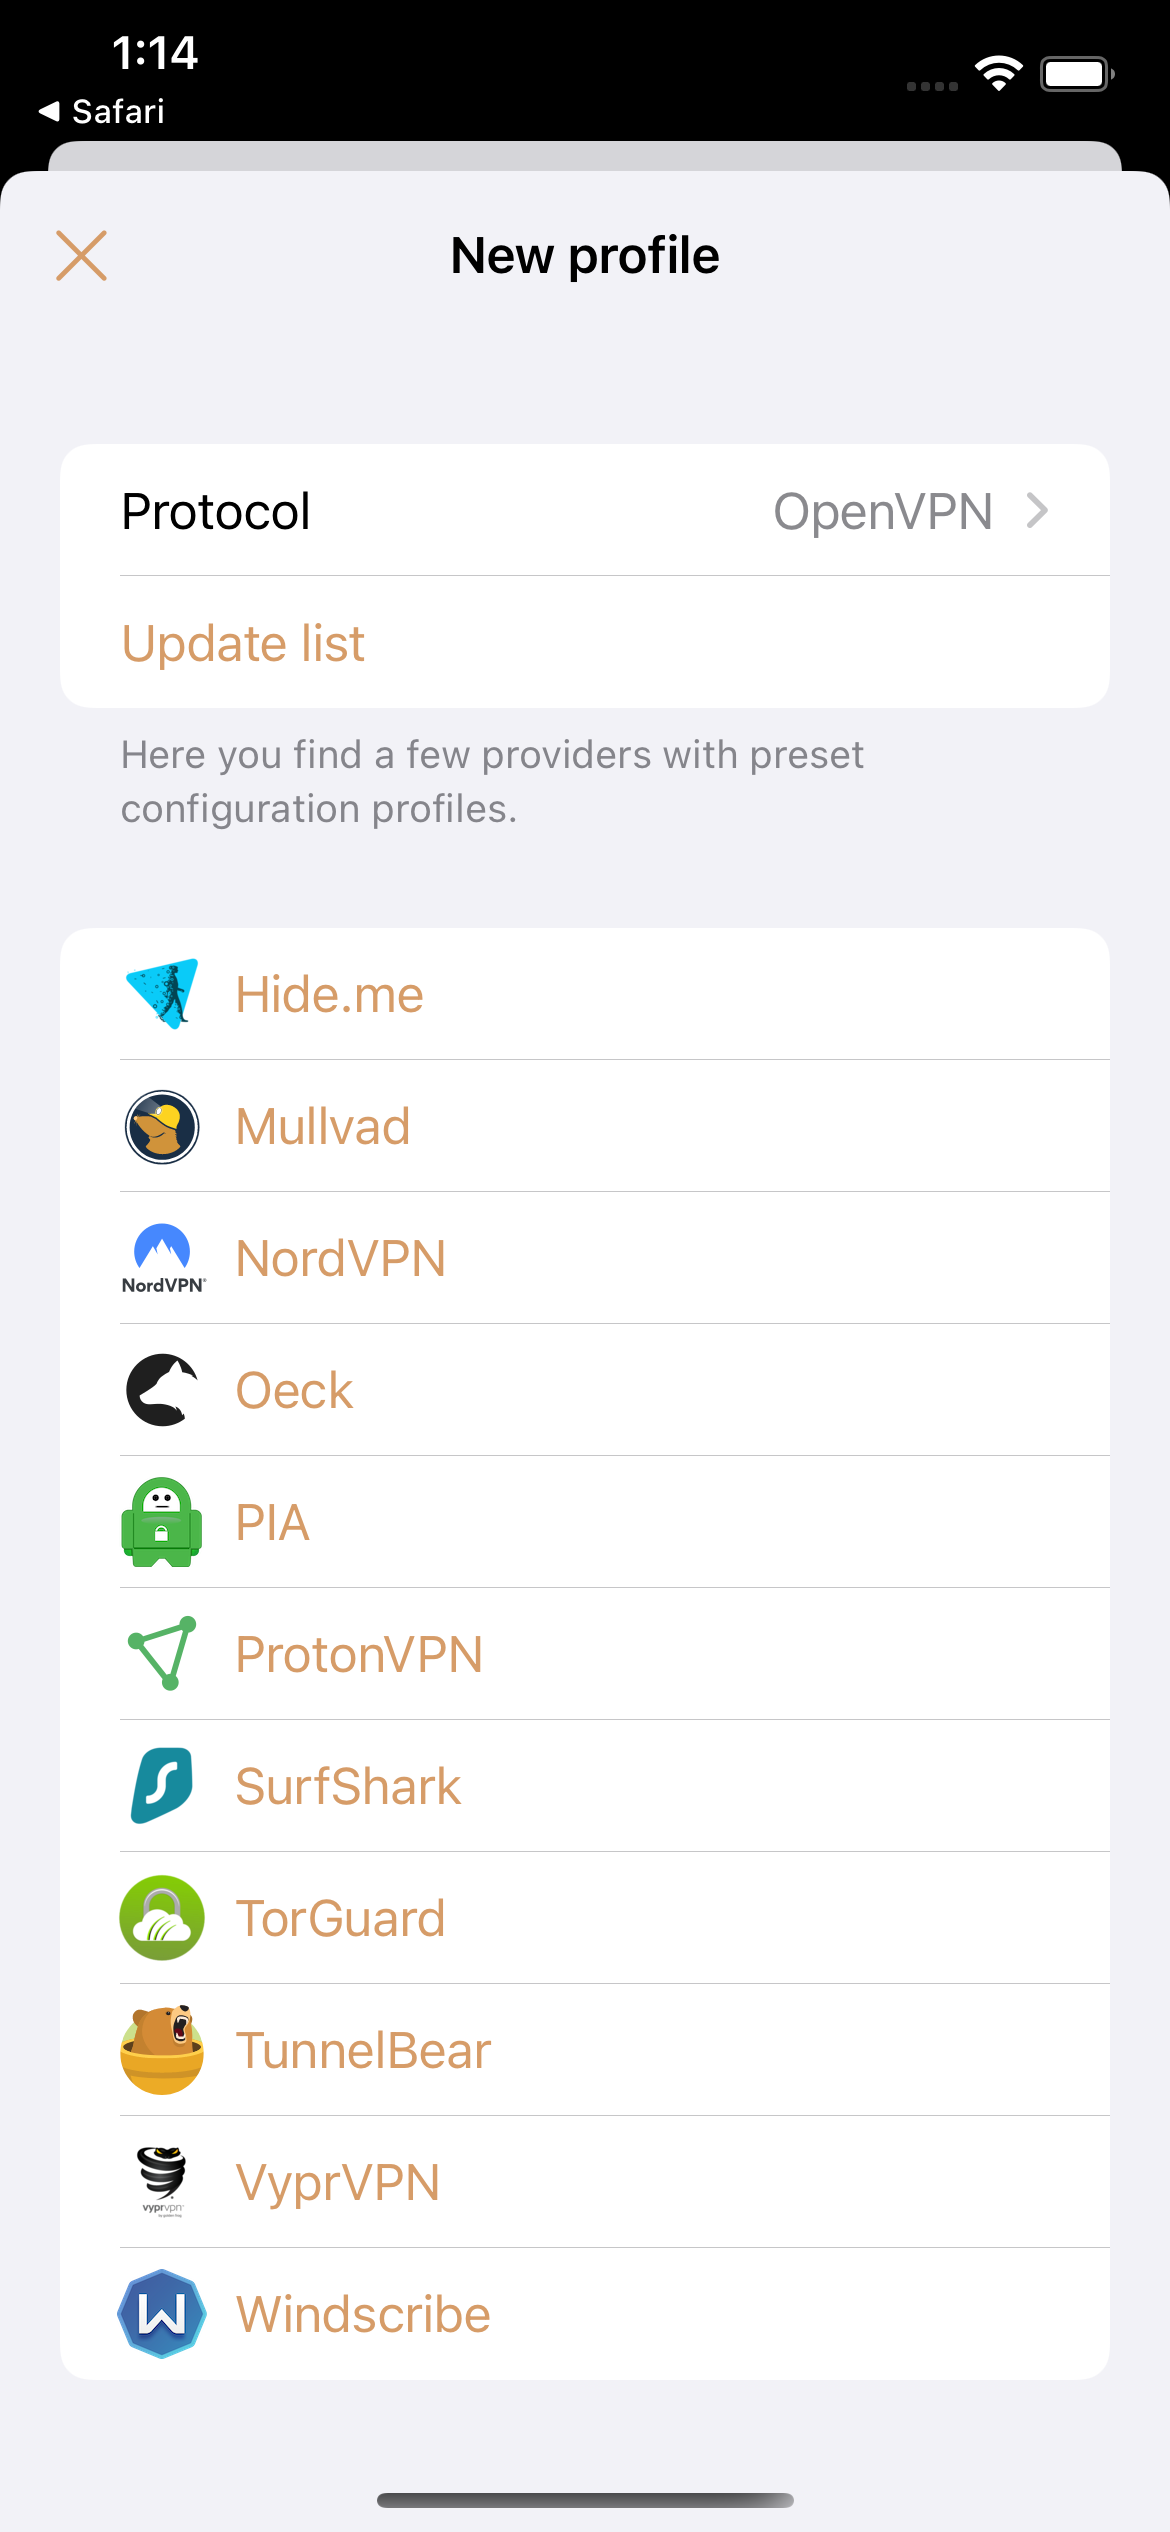 1:14
Safari
New profile
Protocol OpenVPN
Update list
Here you find a few providers with preset
configuration profiles.
Hide.me
Mullvad
NordVPN
NordVPN®
Oeck
PIA
ProtonVPN
SurfShark
TorGuard
TunnelBear
VyprVPN
vyprvpn
Windscribe